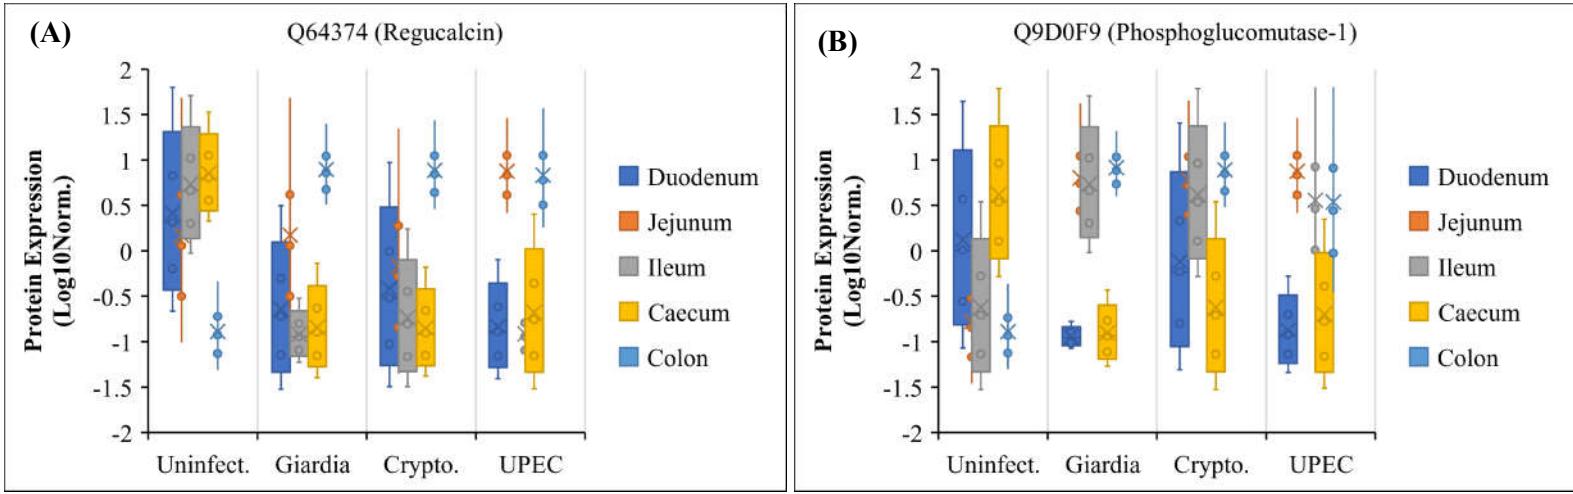 (A)
Q64374 (Regucalcin)
Protein Expression
(Log10Norm.)
2
1.5
1
0.5
0
-0.5
-1
-1.5
-2
Uninfect. Giardia Crypto. UPEC
Duodenum
Jejunum
Ileum
Caecum
Colon
(B)
Q9D0F9 (Phosphoglucomutase-1)
Protein Expression
(Log10Norm.)
2
1.5
1
0.5
0
-0.5
-1
-1.5
-2
Uninfect. Giardia Crypto. UPEC
Duodenum
Jejunum
Ileum
Caecum
Colon